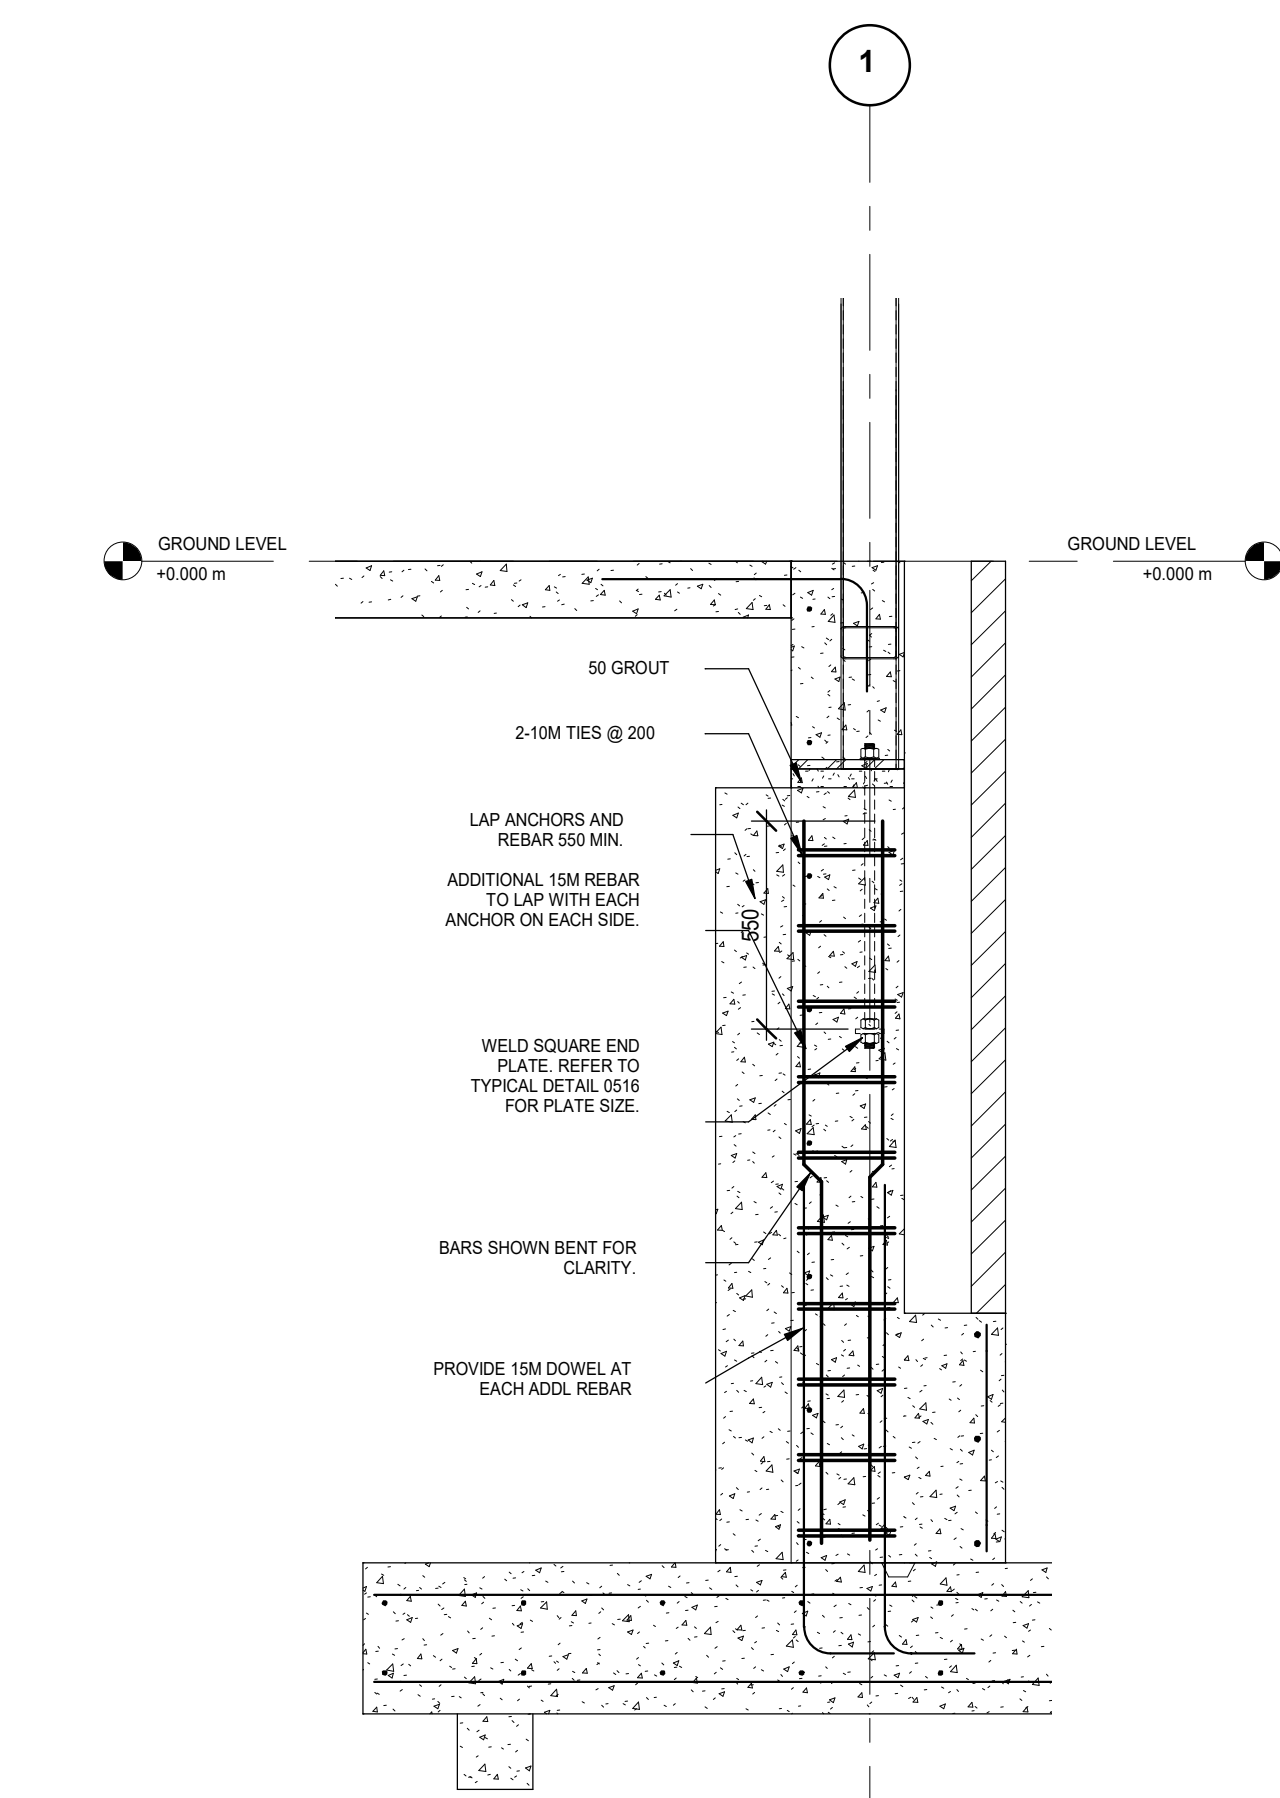 1
GROUND LEVEL
+0.000 m
GROUND LEVEL
+0.000 m
50 GROUT
2-10M TIES @ 200
LAP ANCHORS AND
REBAR 550 MIN.
ADDITIONAL 15M REBAR
TO LAP WITH EACH
ANCHOR ON EACH SIDE.
550
WELD SQUARE END
PLATE. REFER TO
TYPICAL DETAIL 0516
FOR PLATE SIZE.
BARS SHOWN BENT FOR
CLARITY.
PROVIDE 15M DOWEL AT
EACH ADDL REBAR